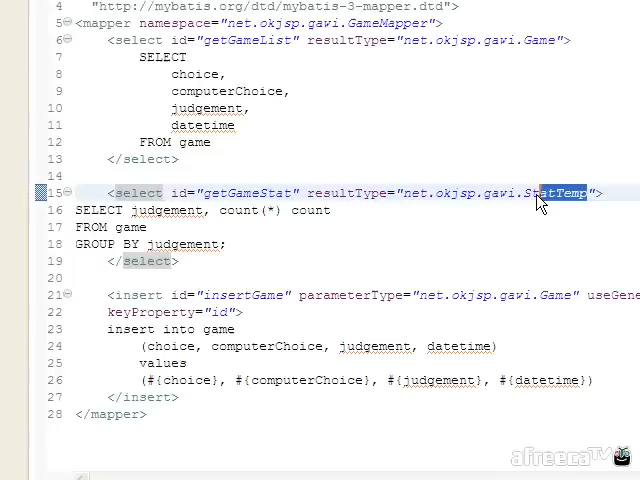 4 "http://mybatis.org/dtd/mybatis-3-mapper.dtd">
5 <mapper namespace="net.okjsp.gawi.GameMapper">
6 <select id="getGameList" resultType="net.okjsp.gawi.Game">
7 SELECT
8 choice,
9 computerChoice,
10 judgement,
11 datetime
12 FROM game
13 </select>
14
15 <select id="getGameStat" resultType="net.okjsp.gawi.StatTemp">
16 SELECT judgement, count(*) count
17 FROM game
18 GROUP BY judgement;
19 </select>
20
21 <insert id="insertGame" parameterType="net.okjsp.gawi.Game" useGene
22 keyProperty="id">
23 insert into game
24 (choice, computerChoice, judgement, datetime)
25 values
26 (#{choice}, #{computerChoice}, #{judgement}, #{datetime})
27 </insert>
28 </mapper>
afreecaTV